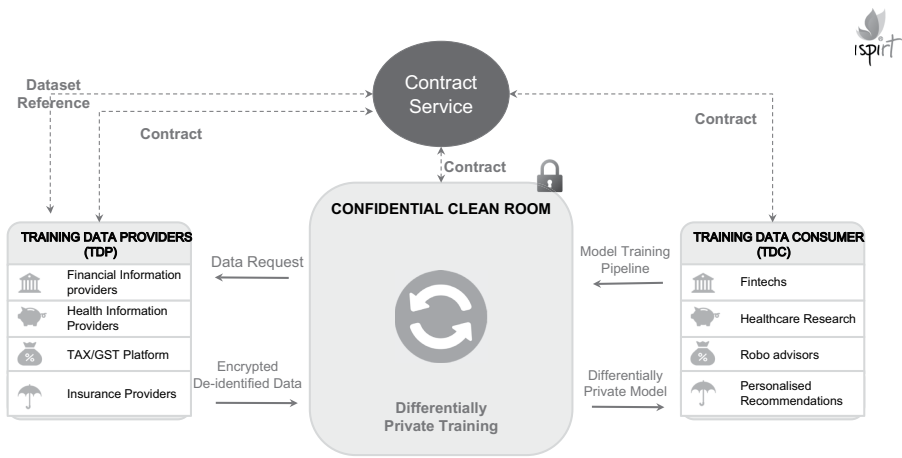 ıspırt
Contract
Service
Dataset
Reference
Contract
Contract
Contract
CONFIDENTIAL CLEAN ROOM
TRAINING DATA PROVIDERS
(TDP)
Financial Information
providers
Health Information
Providers
TAX/GST Platform
%
Insurance Providers
Data Request
Encrypted
De-identified Data
Differentially
Private Training
Model Training
Pipeline
Differentially
Private Model
TRAINING DATA CONSUMER
(TDC)
Fintechs
Healthcare Research
Robo advisors
%
Personalised
Recommendations